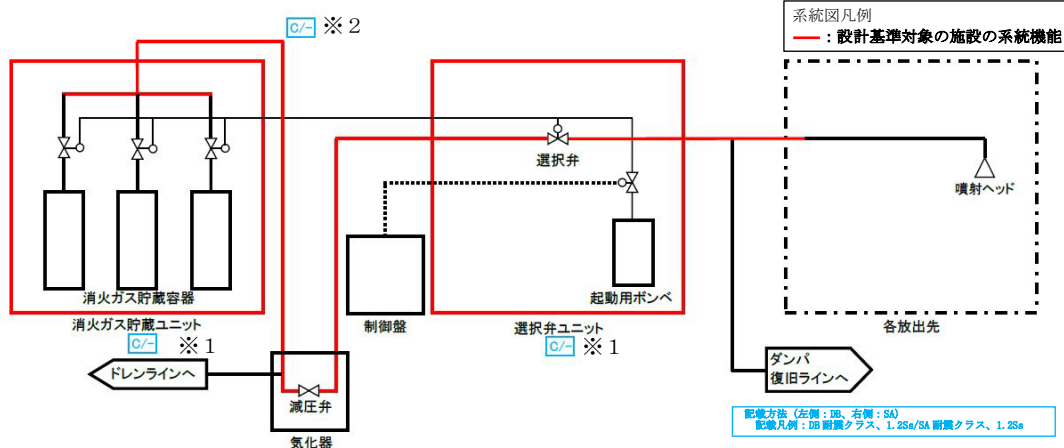 系統図凡例
━━：設計基準対象の施設の系統機能
C/- ※２
選択弁
噴射ヘッド
消火ガス貯蔵容器
起動用ボンベ
消火ガス貯蔵ユニット
制御盤
選択弁ユニット
各放出先
C/- ※１
C/- ※１
ドレンラインへ
ダンパ
復旧ラインへ
減圧弁
気化器
記載方法（左側：DB、右側：SA）
記載凡例：DB 耐震クラス、1.2Ss/SA 耐震クラス、1.2Ss